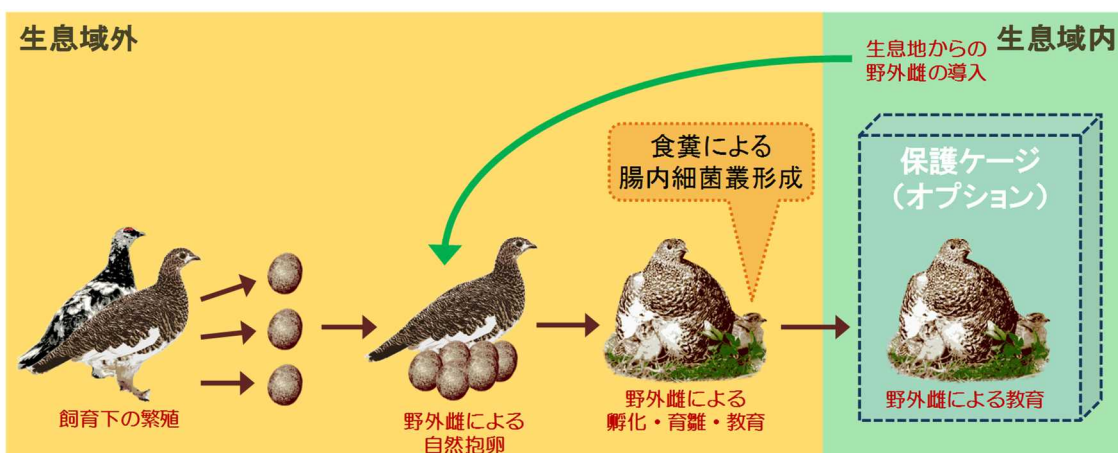 生息域外
生息域内
生息地からの
野外雌の導入
食糞による
腸内細菌叢形成
保護ケージ
（オプション）
飼育下の繁殖
野外雌による
自然抱卵
野外雌による
孵化・育雛・教育
野外雌による教育